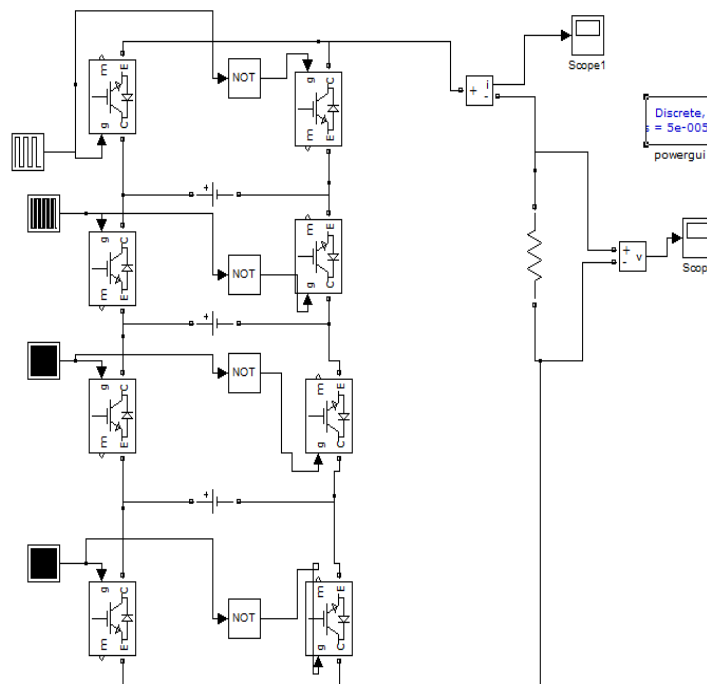 Scope1
i
+
-
Discrete,
s = 5e-005
powergui
E
E
C
g
NOT
g
C
E
E
+
g
C
E
E
NOT
E
E
g
C
+
-
v
Scop
+
g
C
E
E
NOT
E
E
g
C
+
g
C
E
E
NOT
E
E
g
C